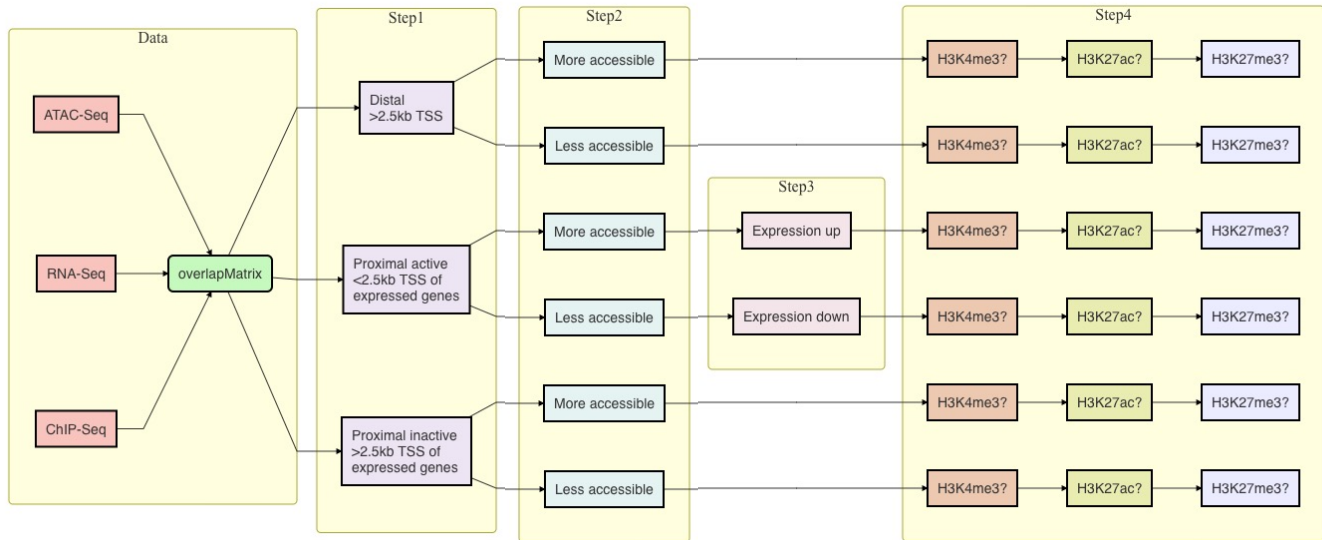 Data
ATAC-Seq
RNA-Seq
ChIP-Seq
overlapMatrix
Step1
Distal
>2.5kb TSS
Proximal active
<2.5kb TSS of
expressed genes
Proximal inactive
>2.5kb TSS of
expressed genes
Step2
More accessible
Less accessible
More accessible
Less accessible
More accessible
Less accessible
Step3
Expression up
Expression down
Step4
H3K4me3?
H3K27ac?
H3K27me3?
H3K4me3?
H3K27ac?
H3K27me3?
H3K4me3?
H3K27ac?
H3K27me3?
H3K4me3?
H3K27ac?
H3K27me3?
H3K4me3?
H3K27ac?
H3K27me3?
H3K4me3?
H3K27ac?
H3K27me3?